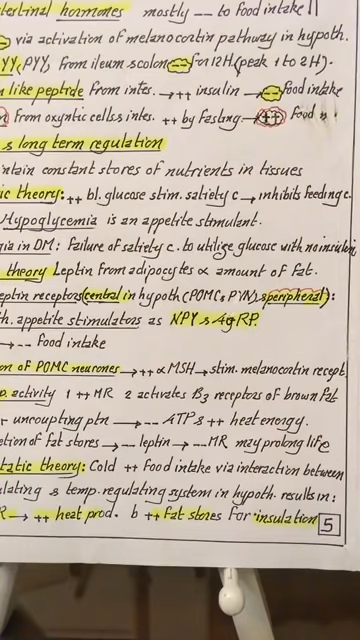 testinal hormones mostly -- to food intake
-- via activation of melanocortin pathway in hypoth.
YY (PYY) from ileum & colon -- for 12H (peak 1 to 2H).
like peptide from intes. → ++ insulin → -- food intake
from oxyntic cells & intes. ++ by fasting → ++ food
& long term regulation
ntain constant stores of nutrients in tissues
ic theory: ++ bl. glucose stim. satiety c → inhibits feeding c.
Hypoglycemia is an appetite stimulant.
gia in DM: failure of satiety c. to utilize glucose with no insulin
theory Leptin from adipocytes ∝ amount of fat.
eptin receptors (central in hypoth (POMC & PVN) & peripheral):
th. appetite stimulators as NPY & AgRP.
→ -- food intake
on of POMC neurones → ++ ∝ MSH → stim. melanocortin recept.
p. activity 1 ++ MR 2 activates B3 receptors of brown fat
r uncoupting ptn → -- ATP & ++ heat energy.
etion of fat stores → -- leptin → -- MR may prolong life
tatic theory: Cold ++ food intake via interaction between
ulating & temp. regulating system in hypoth. results in:
R → ++ heat prod. b ++ fat stores for insulation
5